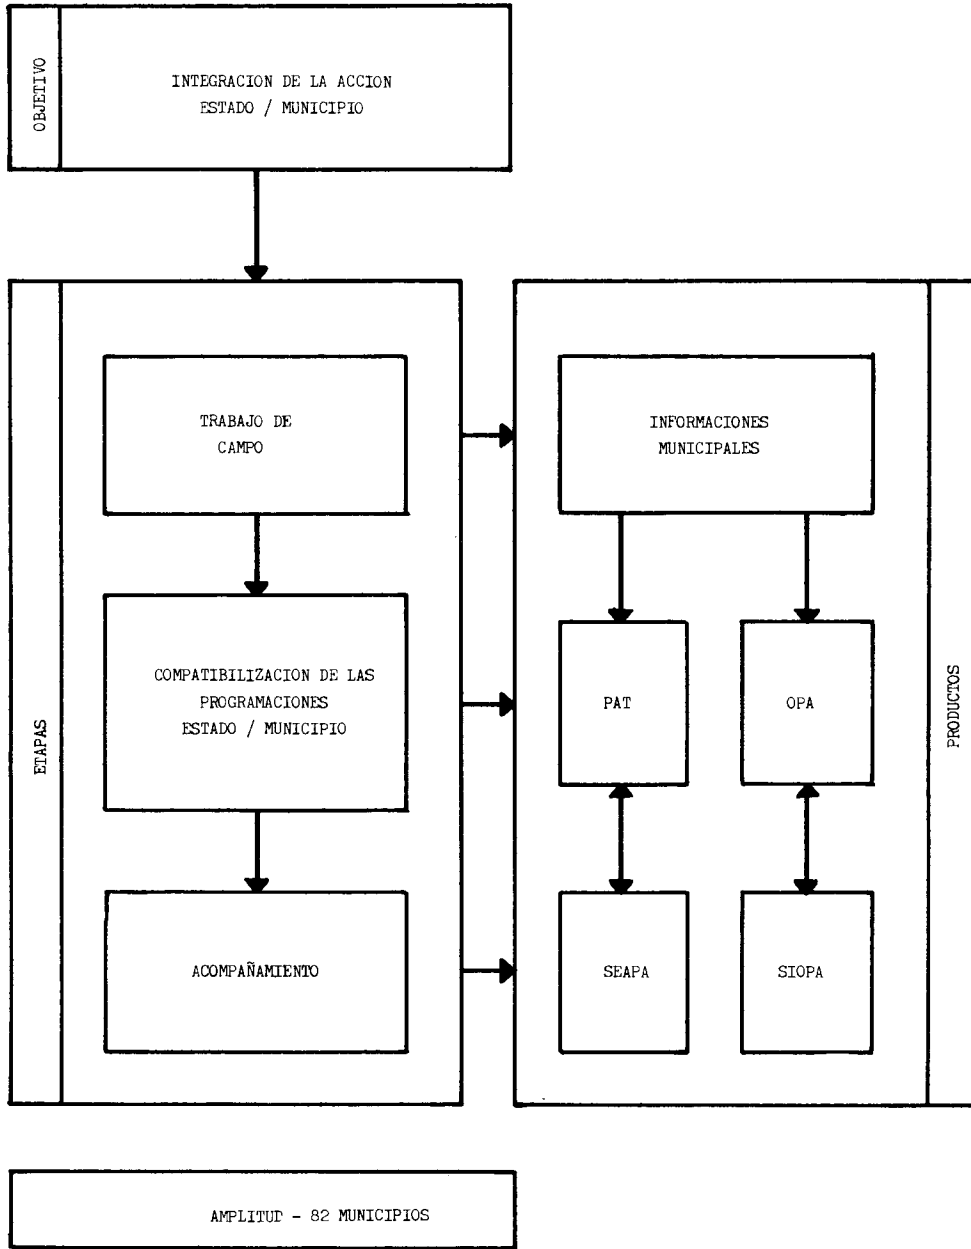 OBJETIVO
INTEGRACION DE LA ACCION
ESTADO / MUNICIPIO
ETAPAS
TRABAJO DE
CAMPO
COMPATIBILIZACION DE LAS
PROGRAMACIONES
ESTADO / MUNICIPIO
ACOMPAÑAMIENTO
INFORMACIONES
MUNICIPALES
PAT
OPA
SEAPA
SIOPA
PRODUCTOS
AMPLITUD - 82 MUNICIPIOS